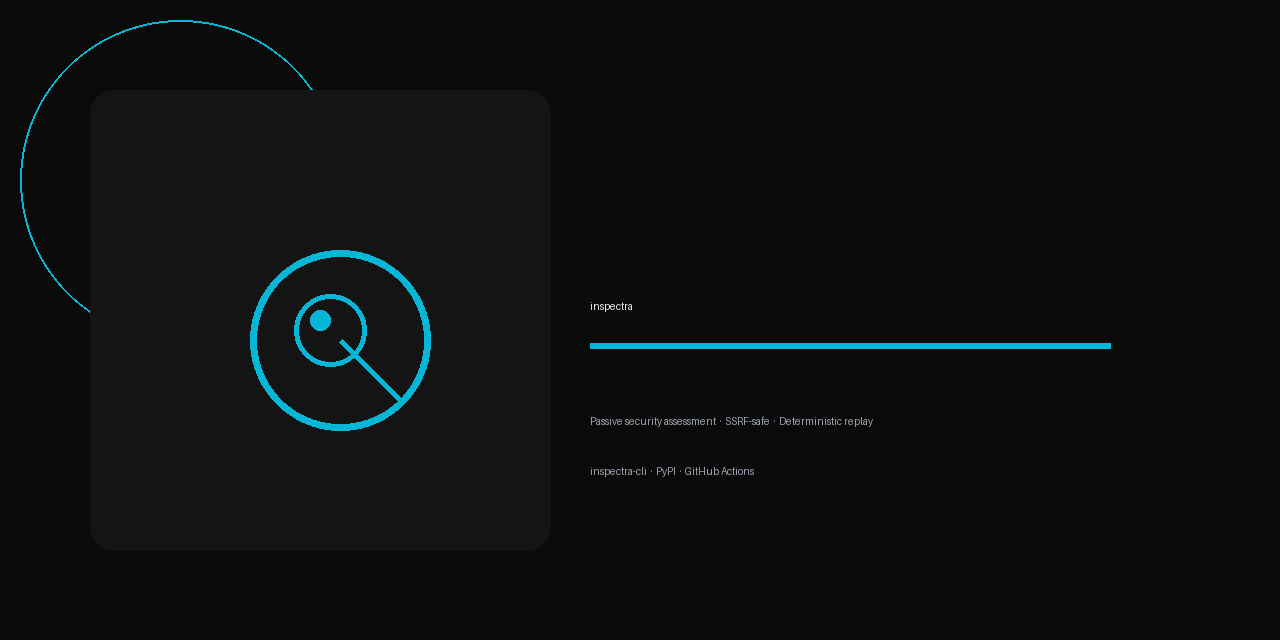 inspectra
Passive security assessment · SSRF-safe · Deterministic replay
inspectra-cli · PyPI · GitHub Actions